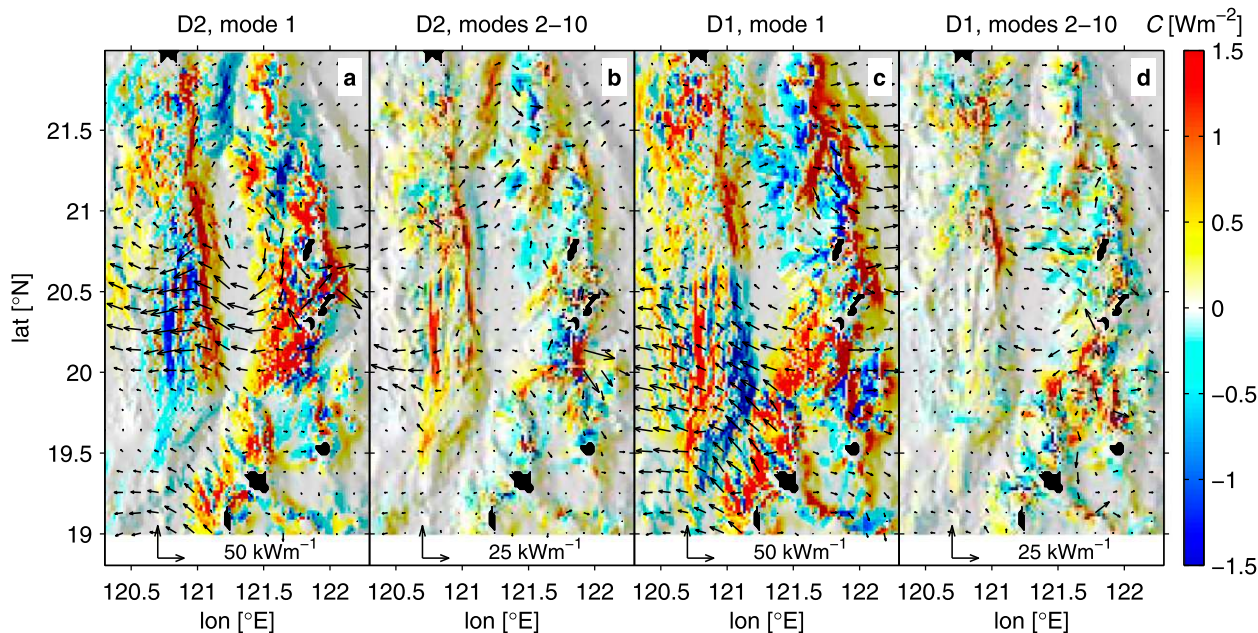 D2, mode 1 D2, modes 2−10 D1, mode 1 D1, modes 2−10 C [Wm−2]
a b c d
1.5
1
0.5
0
−0.5
−1
−1.5
lat [°N]
21.5
21
20.5
20
19.5
19
50 kWm−1 25 kWm−1 50 kWm−1 25 kWm−1
120.5 121 121.5 122 120.5 121 121.5 122 120.5 121 121.5 122 120.5 121 121.5 122
lon [°E] lon [°E] lon [°E] lon [°E]